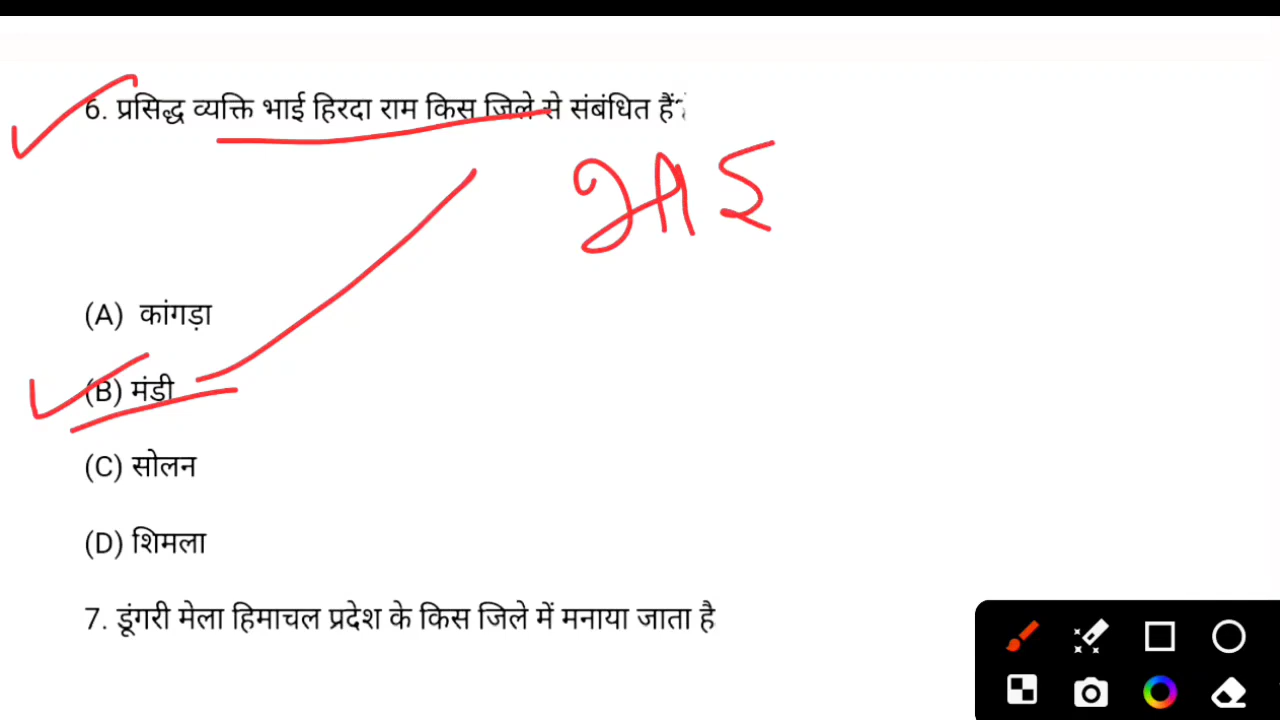 6. प्रसिद्ध व्यक्ति भाई हिरदा राम किस जिले से संबंधित हैं?
भाइ
(A) कांगड़ा
(B) मंडी
(C) सोलन
(D) शिमला
7. डूंगरी मेला हिमाचल प्रदेश के किस जिले में मनाया जाता है